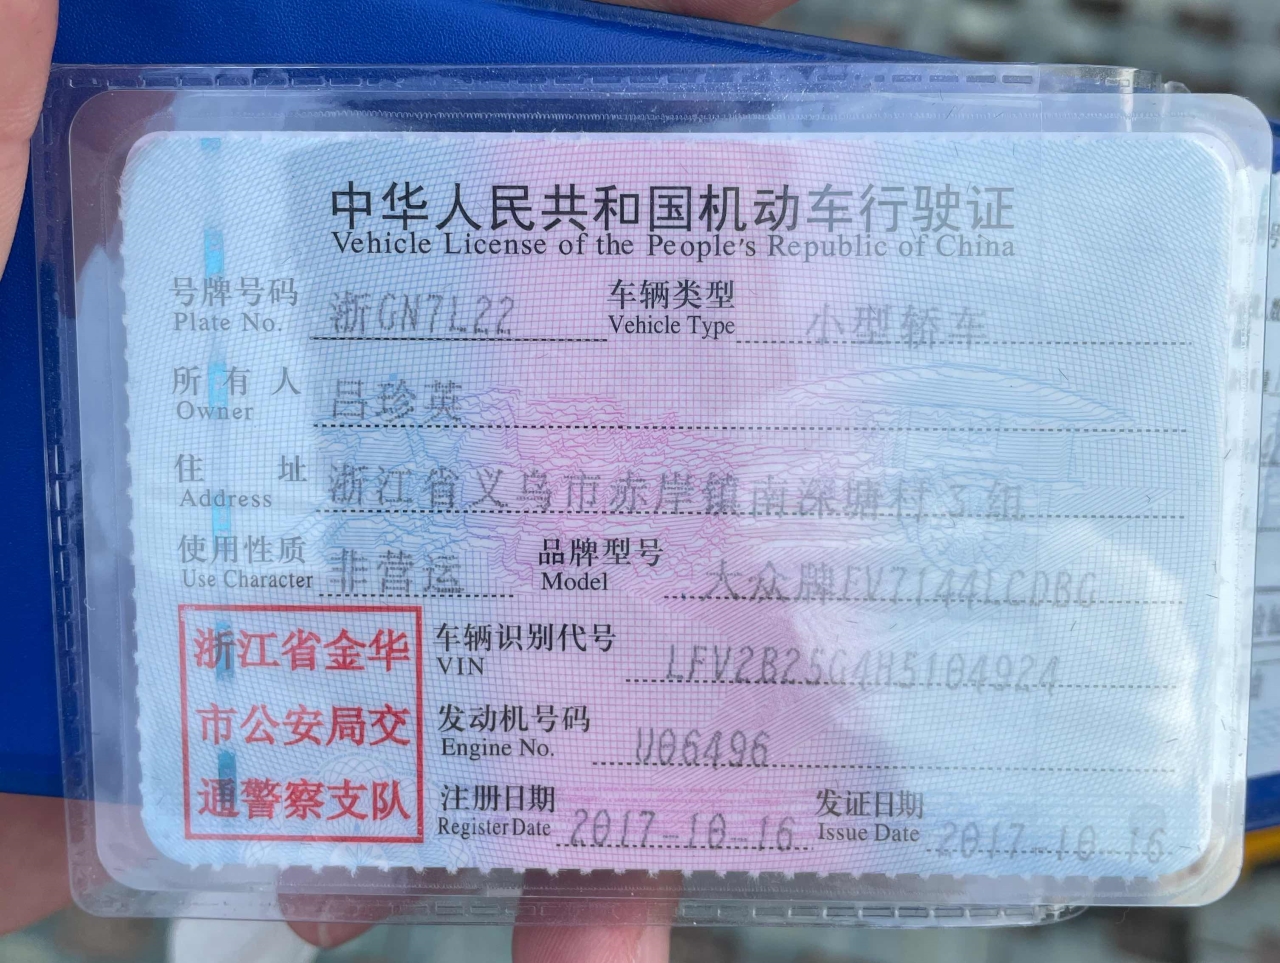 中华人民共和国机动车行驶证
Vehicle License of the People's Republic of China
号牌号码 浙GN7L22 车辆类型 小型轿车
Plate No. Vehicle Type
所有人 吕珍英
Owner
住址 浙江省义乌市赤岸镇南深塘村3组
Address
使用性质 非营运 品牌型号 大众牌FV7144LCDBG
Use Character Model
浙江省金华
市公安局交
通警察支队
车辆识别代号 LFV2B25G4H5104924
VIN
发动机号码 U06496
Engine No.
注册日期 2017-10-16 发证日期 2017-10-16
Register Date Issue Date